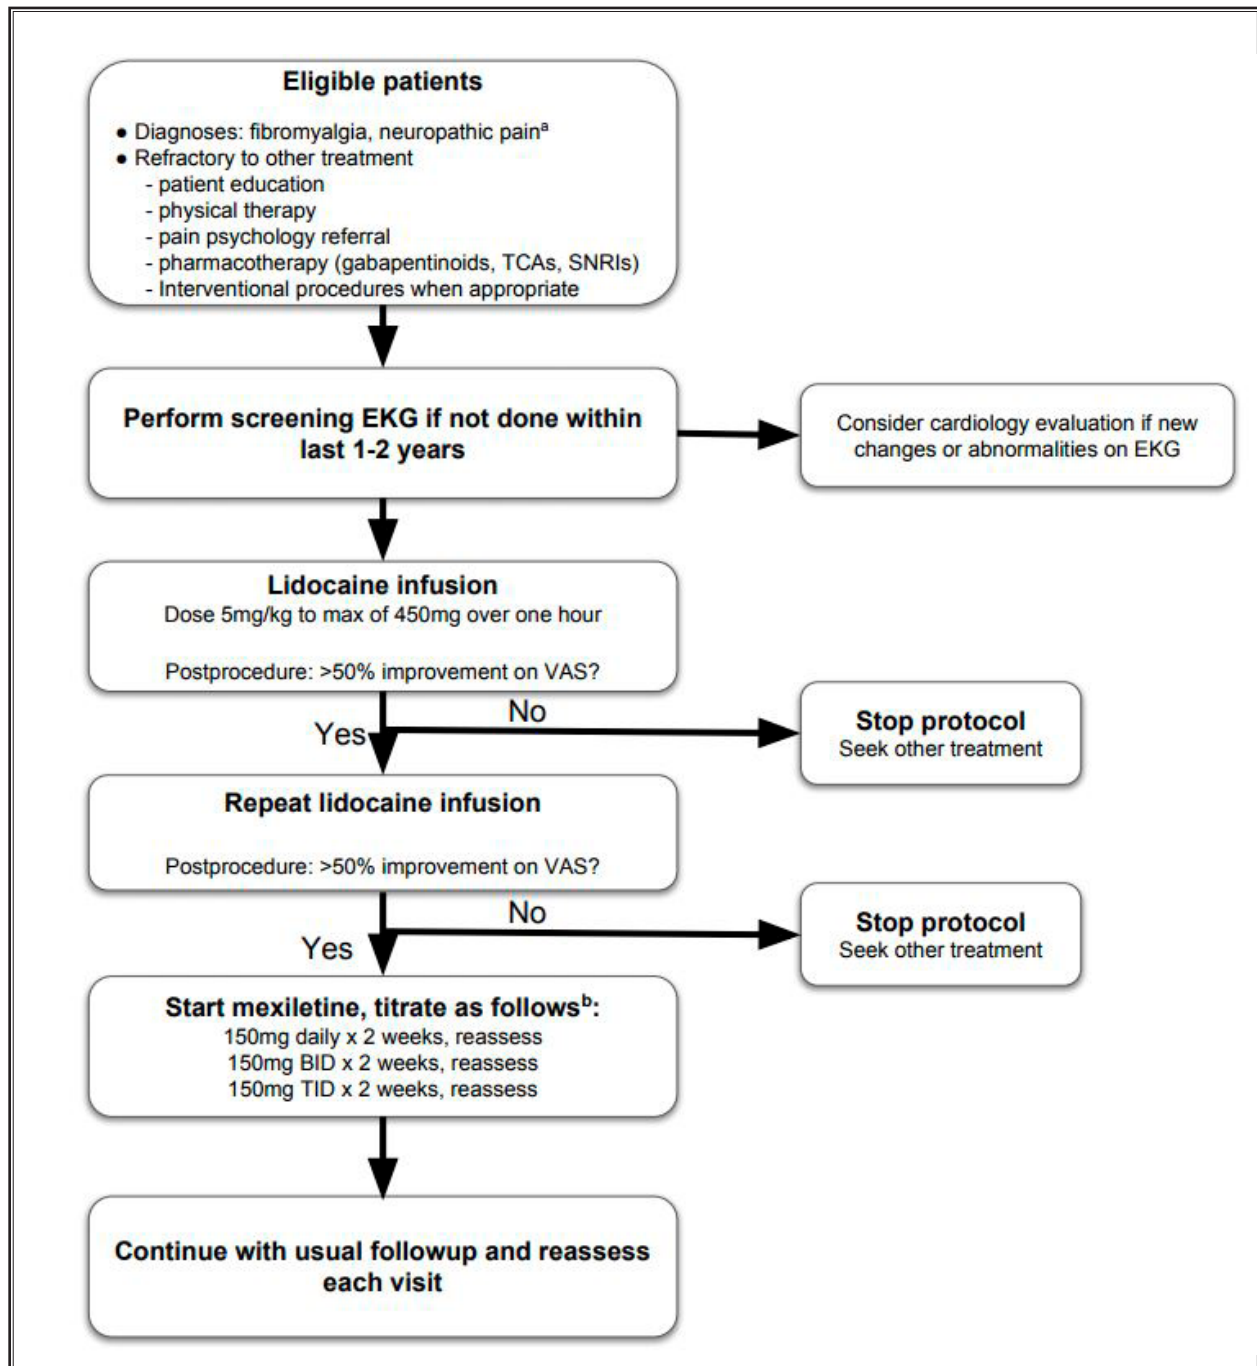 Eligible patients
● Diagnoses: fibromyalgia, neuropathic painᵃ
● Refractory to other treatment
- patient education
- physical therapy
- pain psychology referral
- pharmacotherapy (gabapentinoids, TCAs, SNRIs)
- Interventional procedures when appropriate
Perform screening EKG if not done within
last 1-2 years
Consider cardiology evaluation if new
changes or abnormalities on EKG
Lidocaine infusion
Dose 5mg/kg to max of 450mg over one hour
Postprocedure: >50% improvement on VAS?
No
Yes
Stop protocol
Seek other treatment
Repeat lidocaine infusion
Postprocedure: >50% improvement on VAS?
No
Yes
Stop protocol
Seek other treatment
Start mexiletine, titrate as followsᵇ:
150mg daily x 2 weeks, reassess
150mg BID x 2 weeks, reassess
150mg TID x 2 weeks, reassess
Continue with usual followup and reassess
each visit